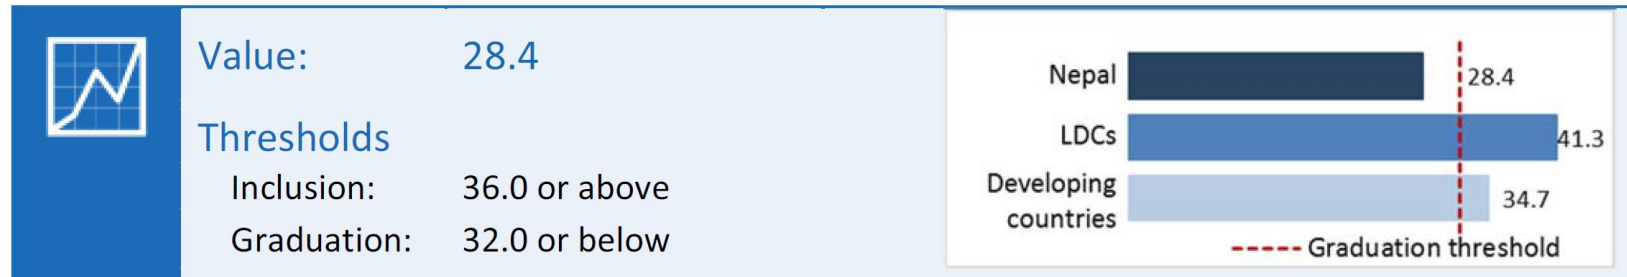 Value: 28.4
Thresholds
Inclusion: 36.0 or above
Graduation: 32.0 or below
Nepal 28.4
LDCs 41.3
Developing
countries 34.7
Graduation threshold